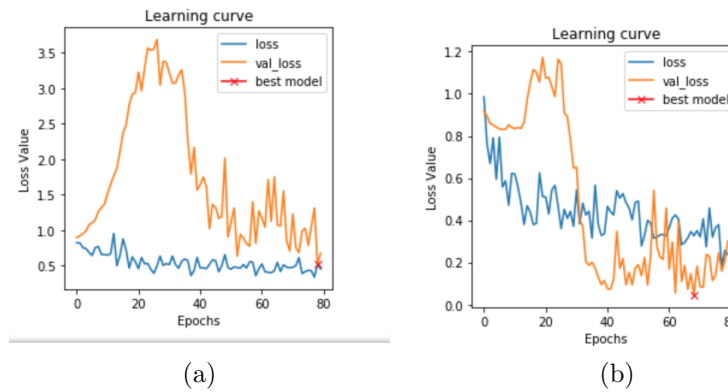 Learning curve
loss
val_loss
best model
3.5
3.0
2.5
2.0
1.5
1.0
0.5
Loss Value
0
20
40
60
80
Epochs
(a)
Learning curve
loss
val_loss
best model
1.2
1.0
0.8
0.6
0.4
0.2
0.0
Loss Value
0
20
40
60
Epochs
(b)